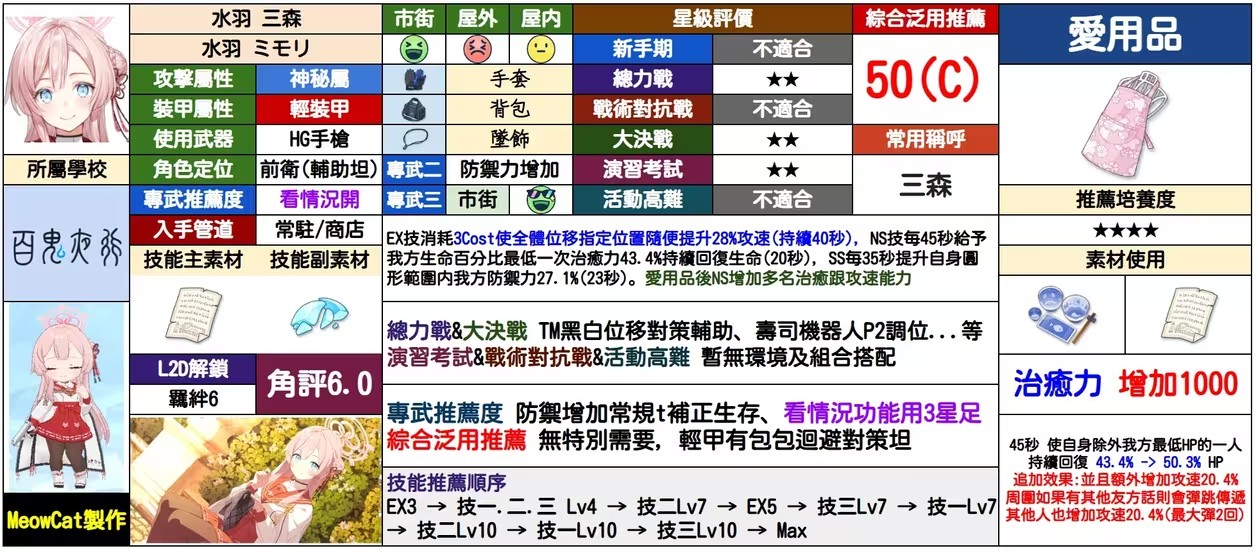 水羽 三森
水羽 ミモリ
攻擊屬性 神秘屬
裝甲屬性 輕裝甲
使用武器 HG手槍
所屬學校
角色定位 前衛(輔助坦)
專武推薦度 看情況開
百鬼夜行
入手管道 常駐/商店
技能主素材 技能副素材
L2D解鎖
羈絆6
角評6.0
MeowCat製作
市街 屋外 屋內
手套
背包
墜飾
專武二 防禦力增加
專武三 市街
星級評價
新手期 不適合
總力戰 ★★
戰術對抗戰 不適合
大決戰 ★★
演習考試 ★★
活動高難 不適合
綜合泛用推薦
50(C)
常用稱呼
三森
EX技消耗3Cost使全體位移指定位置隨便提升28%攻速(持續40秒), NS技每45秒給予
我方生命百分比最低一次治癒力43.4%持續回復生命(20秒), SS每35秒提升自身圓
形範圍內我方防禦力27.1%(23秒)。愛用品後NS增加多名治癒跟攻速能力
總力戰&大決戰 TM黑白位移對策輔助、壽司機器人P2調位...等
演習考試&戰術對抗戰&活動高難 暫無環境及組合搭配
專武推薦度 防禦增加常規t補正生存、看情況功能用3星足
綜合泛用推薦 無特別需要, 輕甲有包包迴避對策坦
技能推薦順序
EX3 → 技一.二.三 Lv4 → 技二Lv7 → EX5 → 技三Lv7 → 技一Lv7
→ 技二Lv10 → 技一Lv10 → 技三Lv10 → Max
愛用品
推薦培養度
★★★★
素材使用
治癒力 增加1000
45秒 使自身除外我方最低HP的一人
持續回復 43.4% -> 50.3% HP
追加效果:並且額外增加攻速20.4%
周圍如果有其他友方話則會彈跳傳遞
其他人也增加攻速20.4%(最大彈2回)